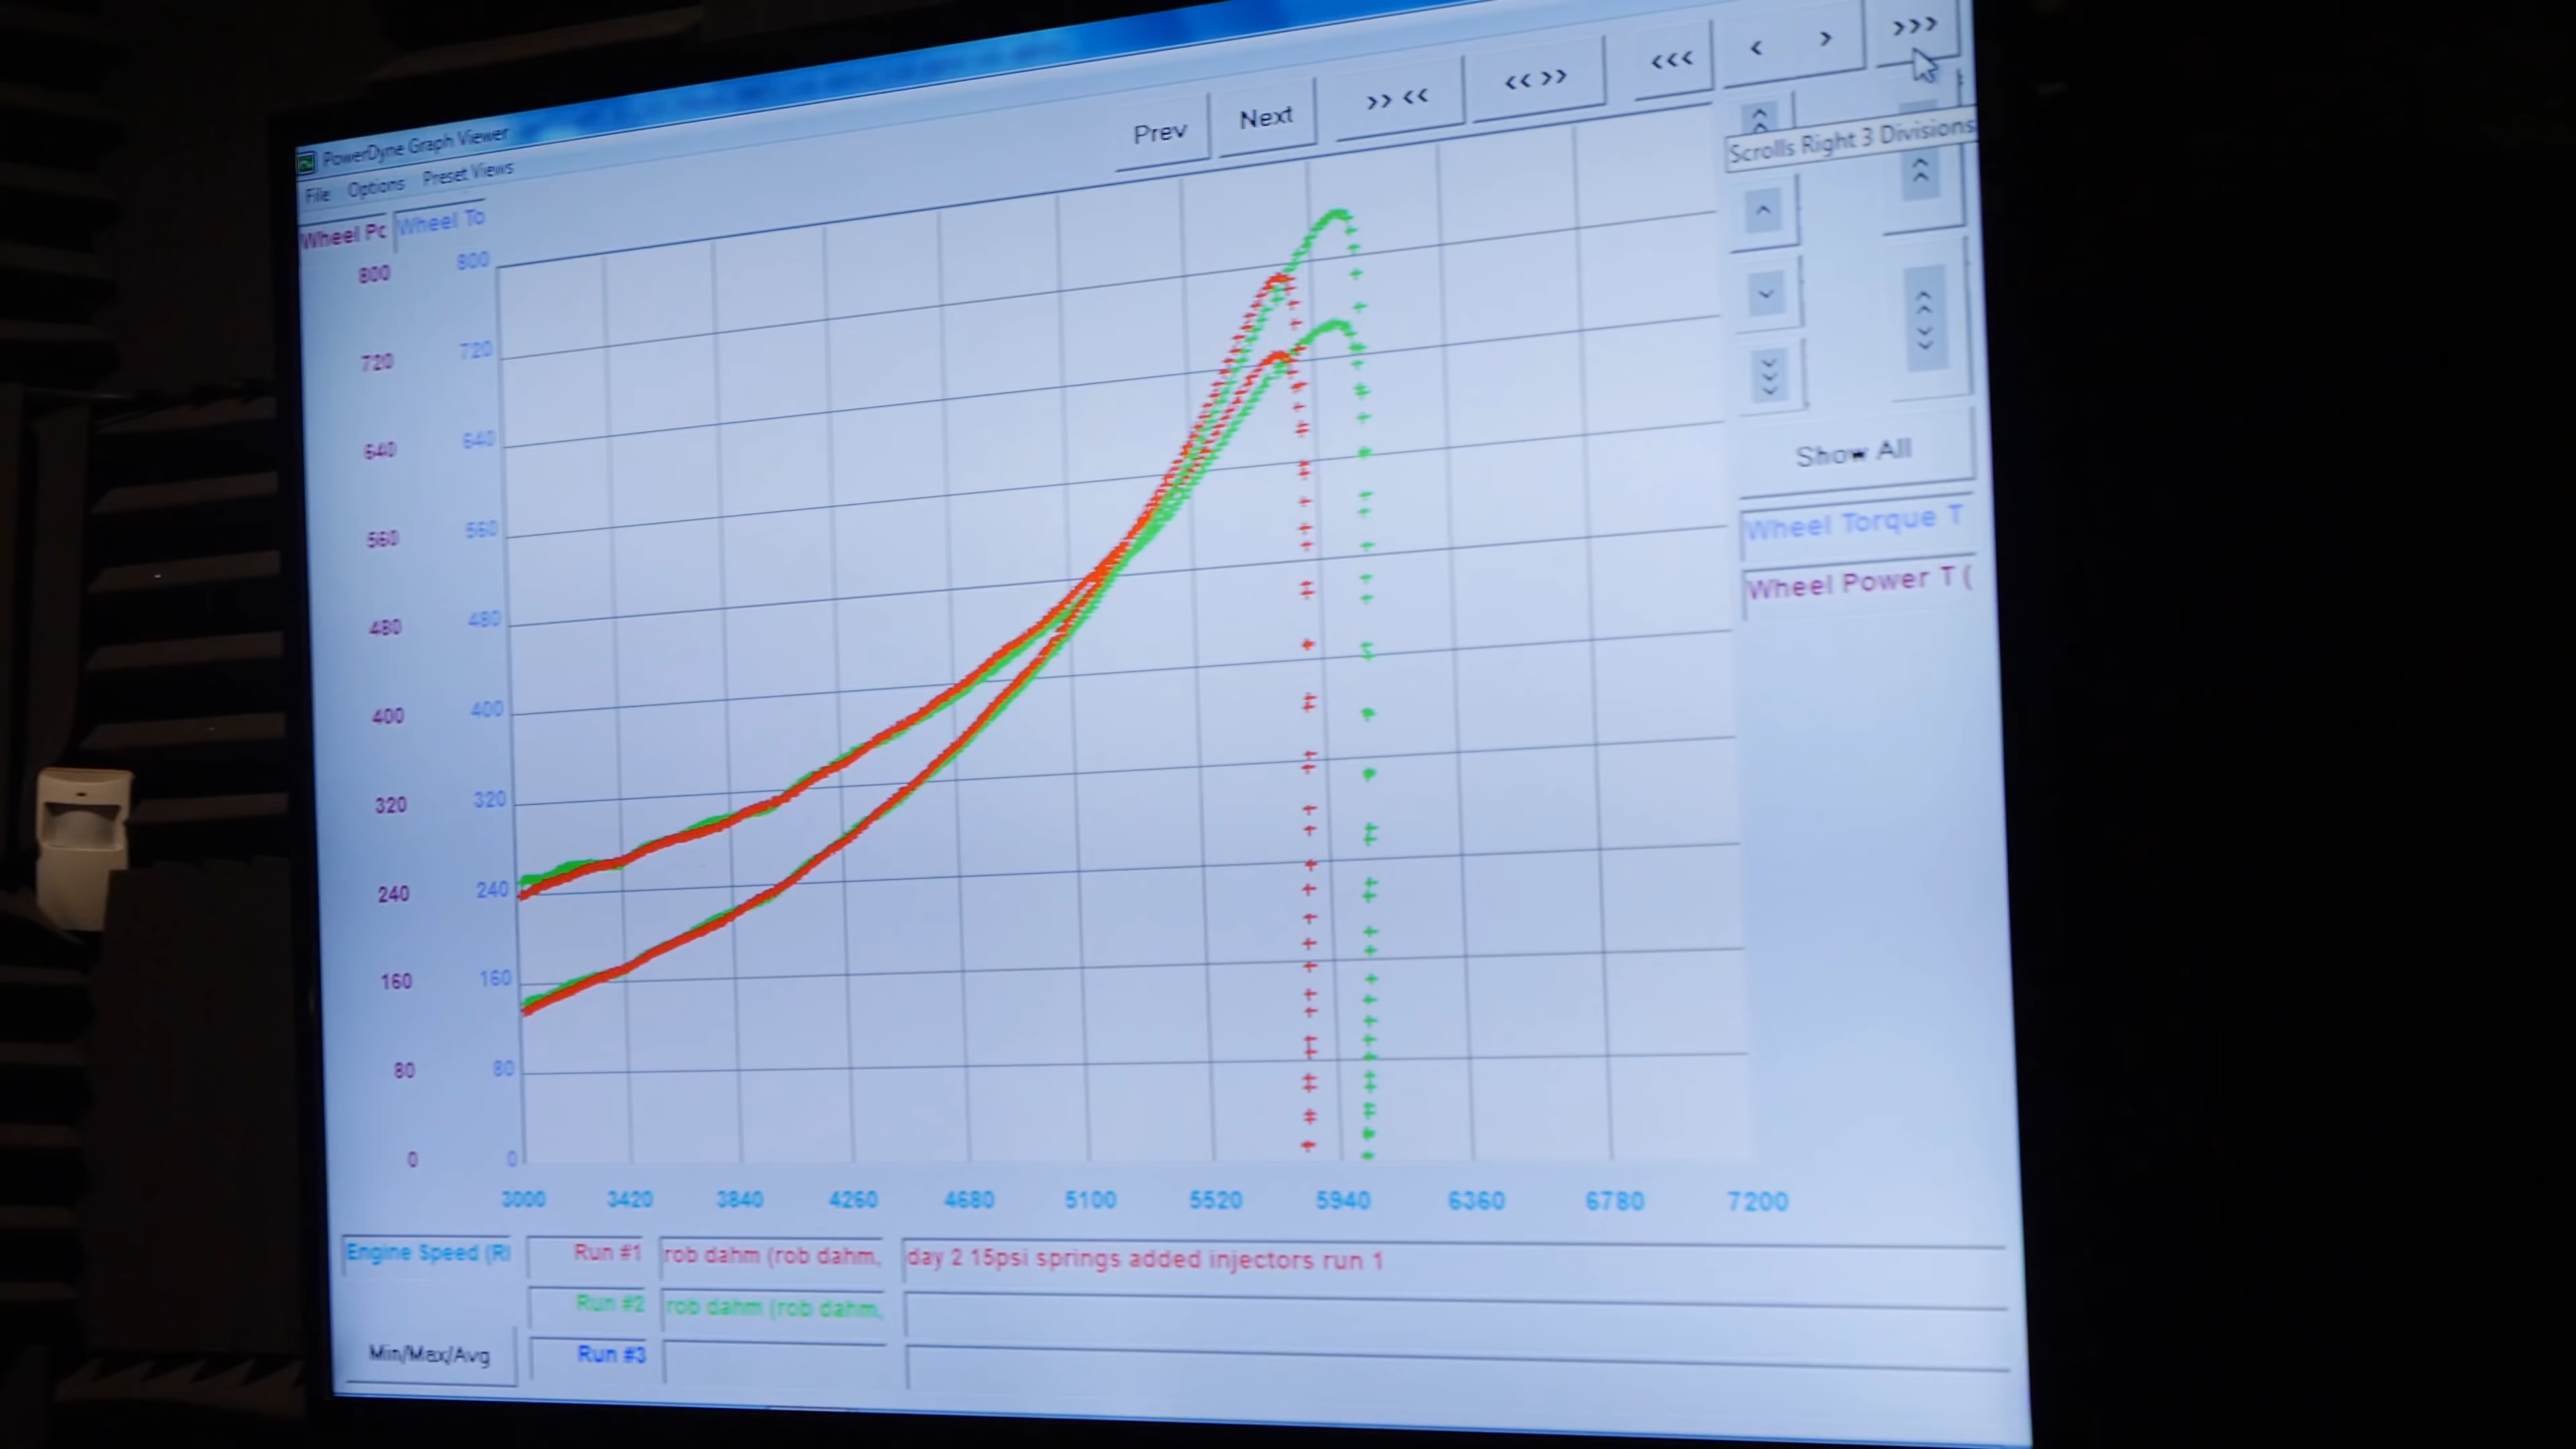 PowerDyne Graph Viewer
File Options Preset Views
Prev Next >> << << >> <<< < > >>>
Scrolls Right 3 Divisions
Wheel Pc Wheel To
800 800
720 720
640 640
560 560
480 480
400 400
320 320
240 240
160 160
80 80
0 0
Show All
Wheel Torque T
Wheel Power T (
3000 3420 3840 4260 4680 5100 5520 5940 6360 6780 7200
Engine Speed (RI Run #1 rob dahm (rob dahm, day 2 15psi springs added injectors run 1
Run #2 rob dahm (rob dahm,
Min/Max/Avg Run #3